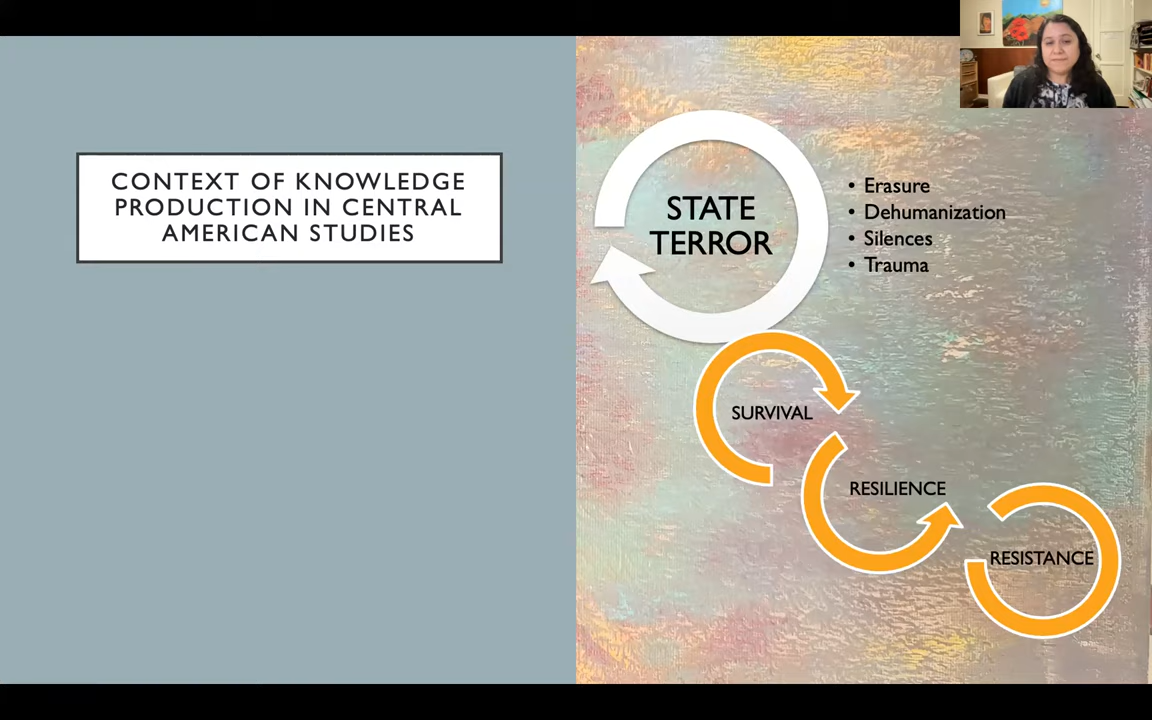 CONTEXT OF KNOWLEDGE
PRODUCTION IN CENTRAL
AMERICAN STUDIES
STATE
TERROR
• Erasure
• Dehumanization
• Silences
• Trauma
SURVIVAL
RESILIENCE
RESISTANCE